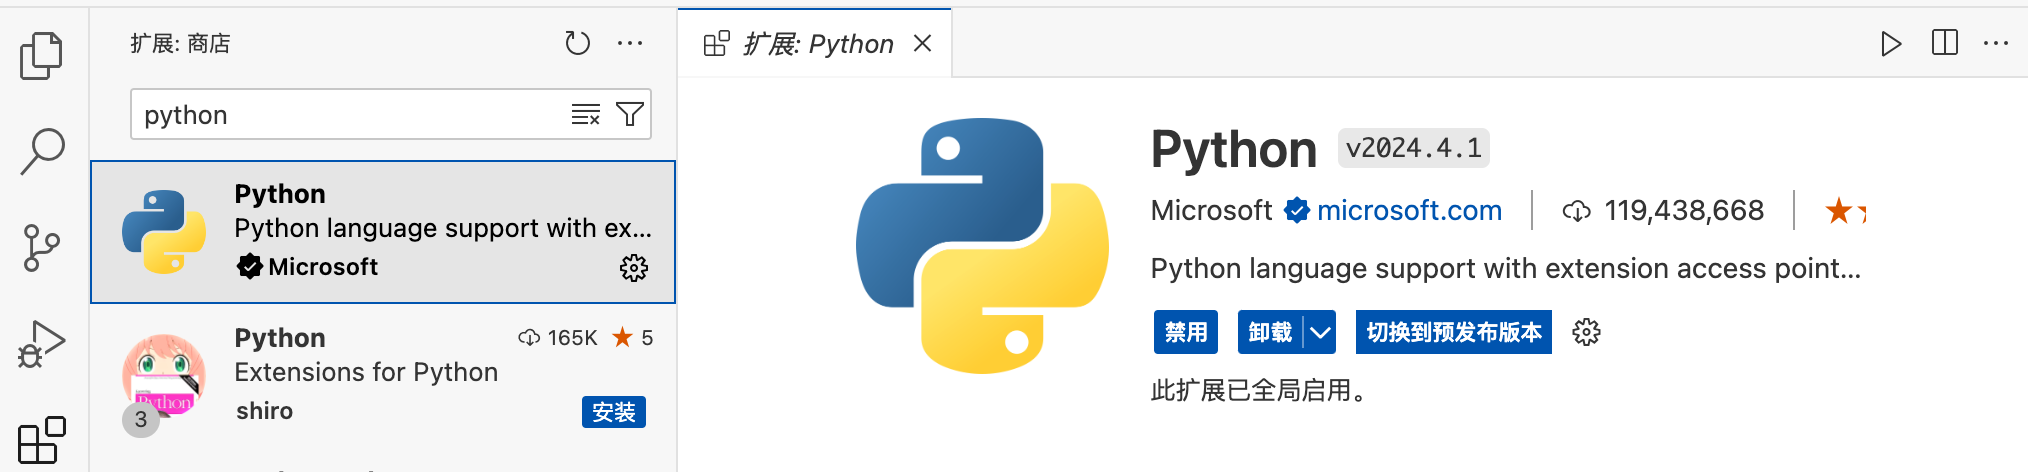 扩展: 商店
python
Python
Python language support with ex...
Microsoft
Python
165K
5
Extensions for Python
shiro
安装
Python
3
扩展: Python
Python
v2024.4.1
Microsoft
microsoft.com
119,438,668
Python language support with extension access point...
禁用
卸载
切换到预发布版本
此扩展已全局启用。